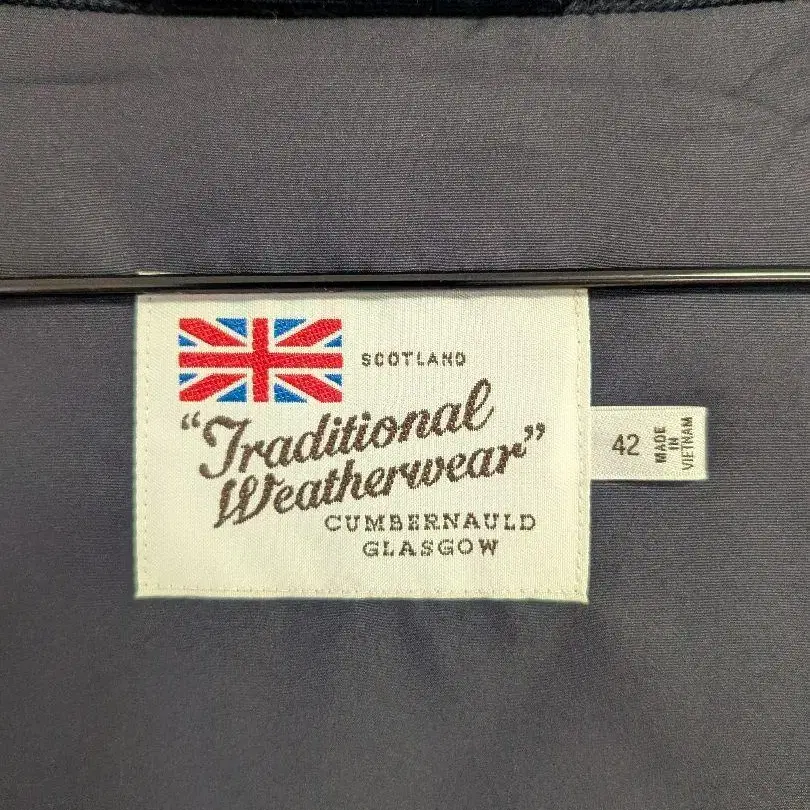 SCOTLAND
“Traditional
Weatherwear”
CUMBERNAULD
GLASGOW
42
MADE
IN
VIETNAM